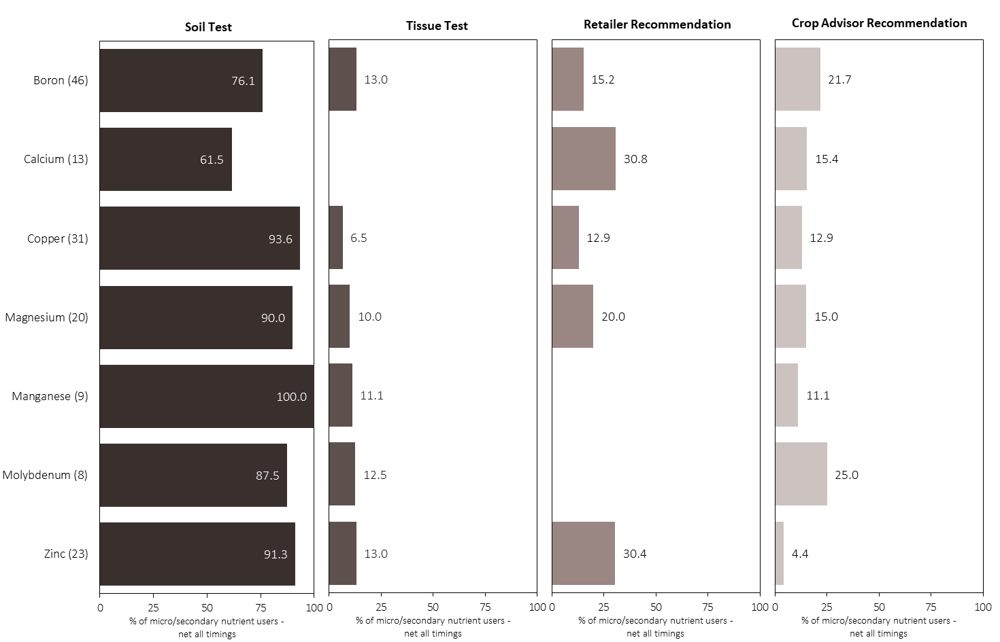 Soil Test
Tissue Test
Retailer Recommendation
Crop Advisor Recommendation
Boron (46)
76.1
13.0
15.2
21.7
Calcium (13)
61.5
30.8
15.4
Copper (31)
93.6
6.5
12.9
12.9
Magnesium (20)
90.0
10.0
20.0
15.0
Manganese (9)
100.0
11.1
11.1
Molybdenum (8)
87.5
12.5
25.0
Zinc (23)
91.3
13.0
30.4
4.4
0 25 50 75 100
0 25 50 75 100
0 25 50 75 100
0 25 50 75 100
% of micro/secondary nutrient users -
net all timings
% of micro/secondary nutrient users -
net all timings
% of micro/secondary nutrient users -
net all timings
% of micro/secondary nutrient users -
net all timings